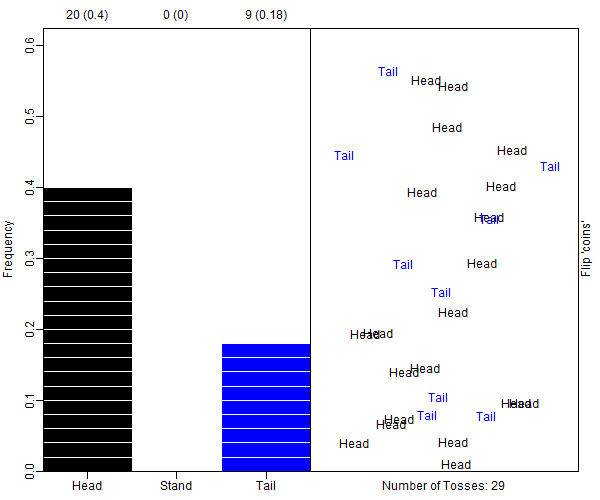 20 (0.4) 0 (0) 9 (0.18)
Frequency
0.6
0.5
0.4
0.3
0.2
0.1
0.0
Head Stand Tail
Tail
Head
Head
Head
Head
Tail
Tail
Head
Head
Head
Tail
Tail
Head
Tail
Head
Head
Head
Head
Head
Tail
Head
Head
Head
Tail
Tail
Head
Head
Head
Head
Flip 'coins'
Number of Tosses: 29